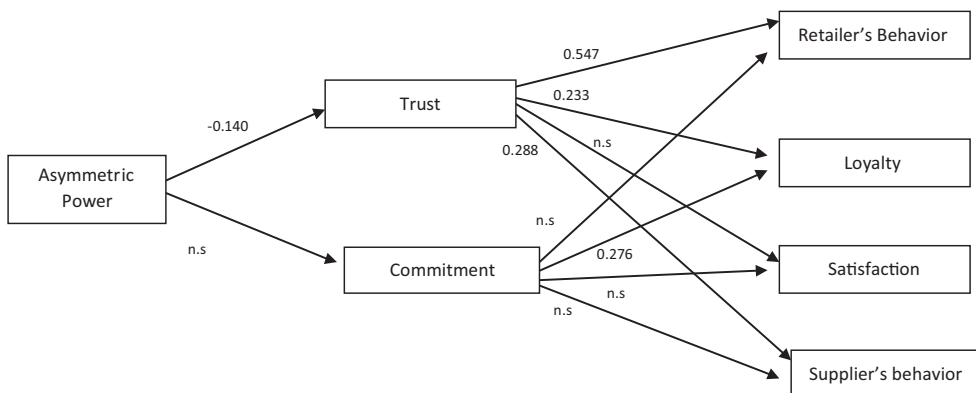 Retailer's Behavior
0.547
Trust
0.233
-0.140
n.s
0.288
Loyalty
Asymmetric
Power
n.s
n.s
Commitment
0.276
Satisfaction
n.s
n.s
Supplier's behavior